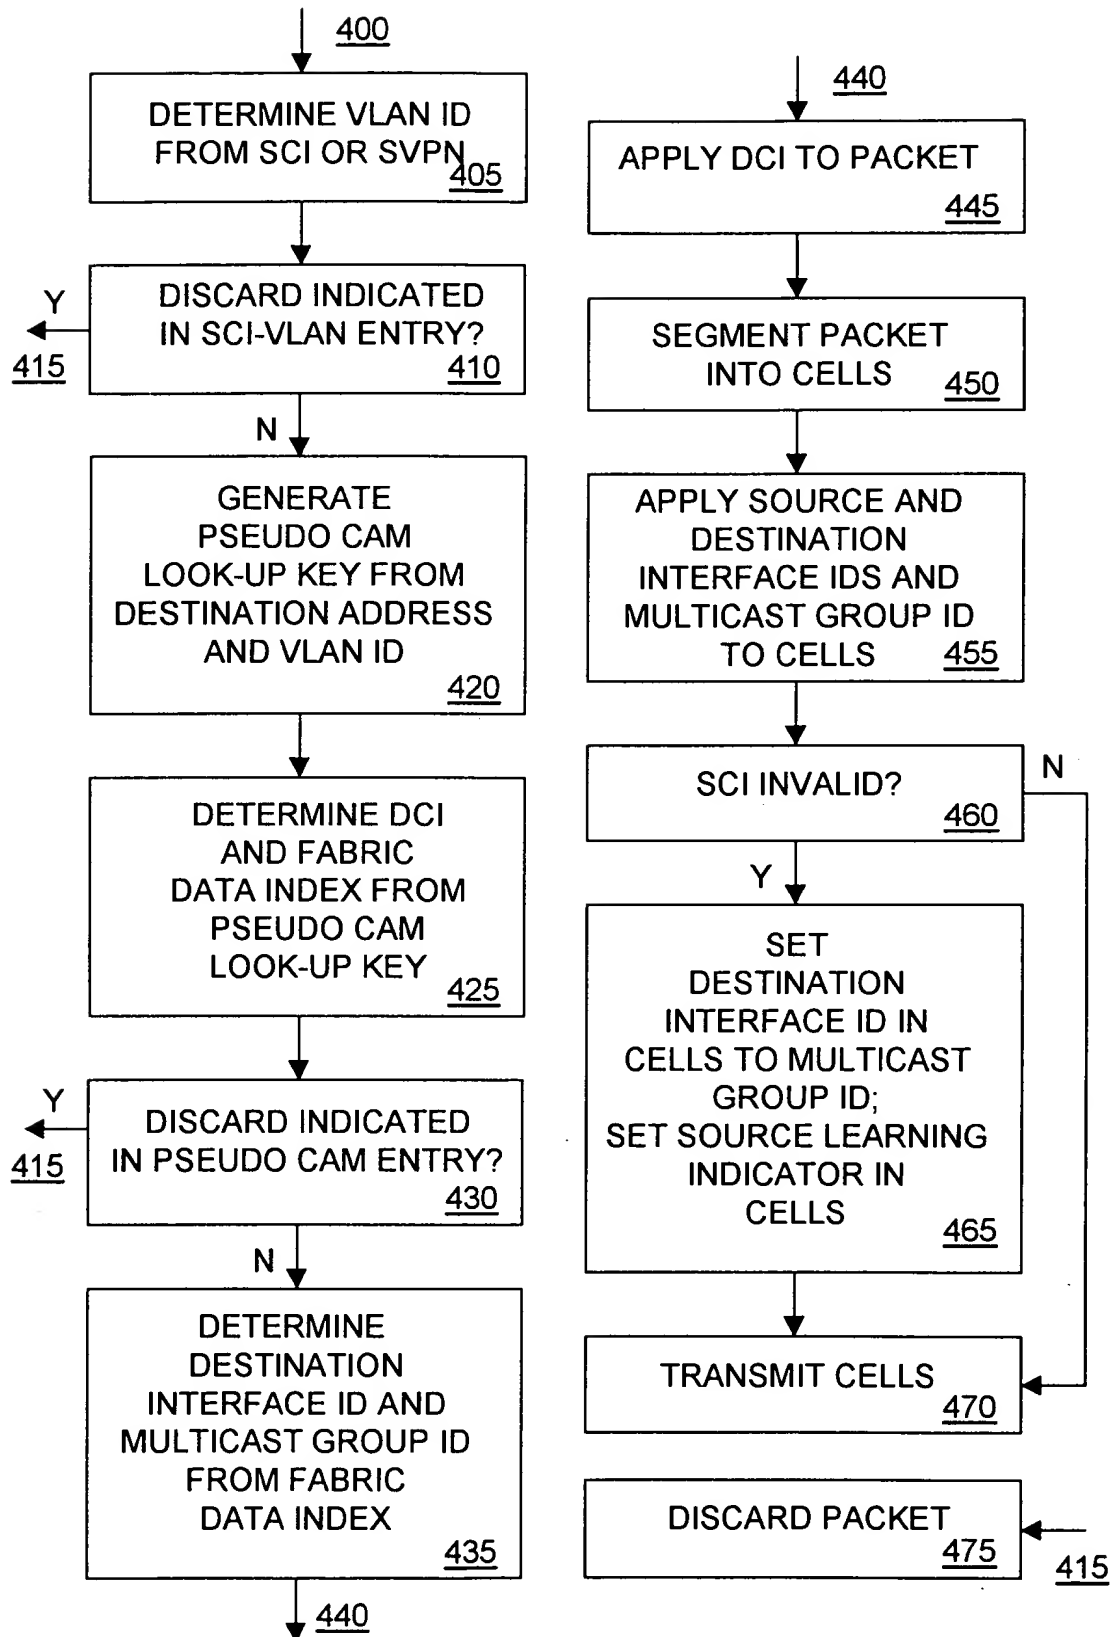 400
DETERMINE VLAN ID
FROM SCI OR SVPN
405
DISCARD INDICATED
IN SCI-VLAN ENTRY?
410
Y
415
N
GENERATE
PSEUDO CAM
LOOK-UP KEY FROM
DESTINATION ADDRESS
AND VLAN ID
420
DETERMINE DCI
AND FABRIC
DATA INDEX FROM
PSEUDO CAM
LOOK-UP KEY
425
Y
415
DISCARD INDICATED
IN PSEUDO CAM ENTRY?
430
N
DETERMINE
DESTINATION
INTERFACE ID AND
MULTICAST GROUP ID
FROM FABRIC
DATA INDEX
435
440
440
APPLY DCI TO PACKET
445
SEGMENT PACKET
INTO CELLS
450
APPLY SOURCE AND
DESTINATION
INTERFACE IDS AND
MULTICAST GROUP ID
TO CELLS
455
SCI INVALID?
460
N
Y
SET
DESTINATION
INTERFACE ID IN
CELLS TO MULTICAST
GROUP ID;
SET SOURCE LEARNING
INDICATOR IN
CELLS
465
TRANSMIT CELLS
470
DISCARD PACKET
475
415